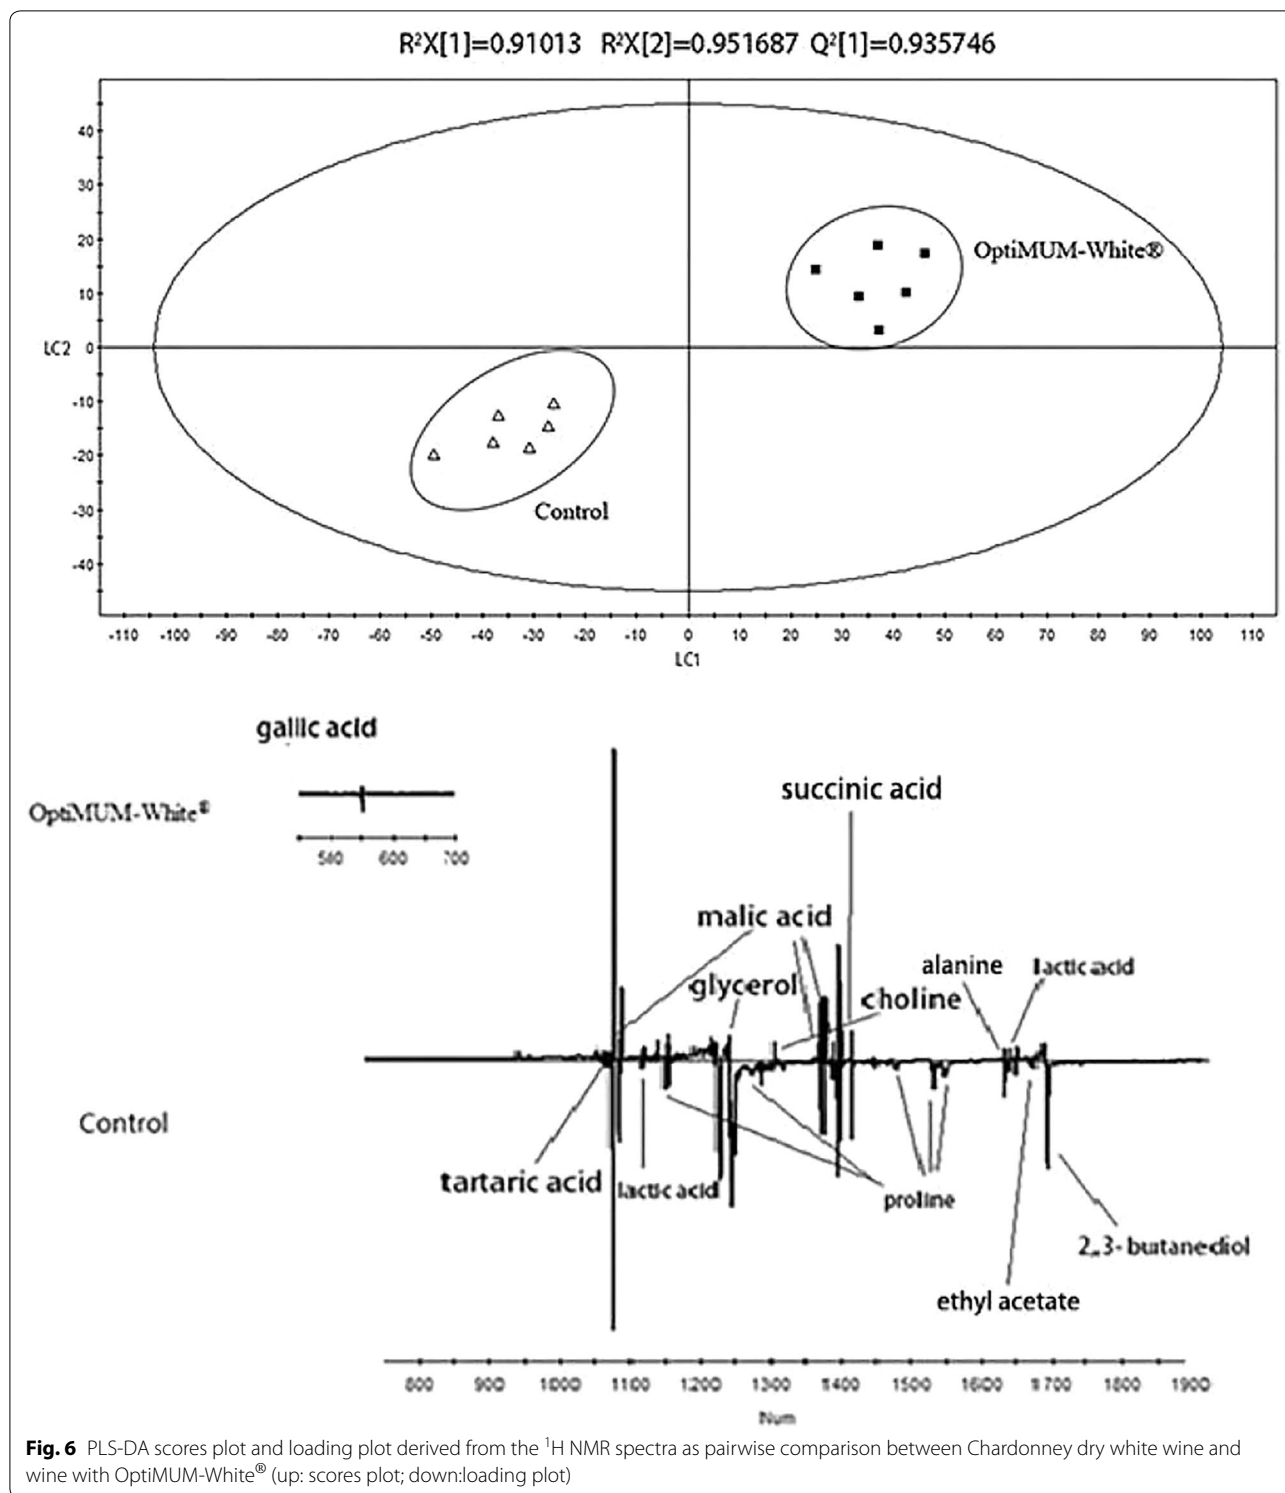 R²X[1]=0.91013 R²X[2]=0.951687 Q²[1]=0.935746
40
30
20
10
LC2 0
-10
-20
-30
-40
OptiMUM-White®
Control
-110 -100 -90 -80 -70 -60 -50 -40 -30 -20 -10 0 10 20 30 40 50 60 70 80 90 100 110
LC1
gallic acid
OptiMUM-White®
600 700
succinic acid
malic acid
glycerol
choline
alanine
lactic acid
Control
tartaric acid
lactic acid
proline
2,3-butanediol
ethyl acetate
800 900 1000 1100 1200 1300 1400 1500 1600 1700 1800 1900
Num
Fig. 6 PLS-DA scores plot and loading plot derived from the ¹H NMR spectra as pairwise comparison between Chardonney dry white wine and
wine with OptiMUM-White® (up: scores plot; down:loading plot)